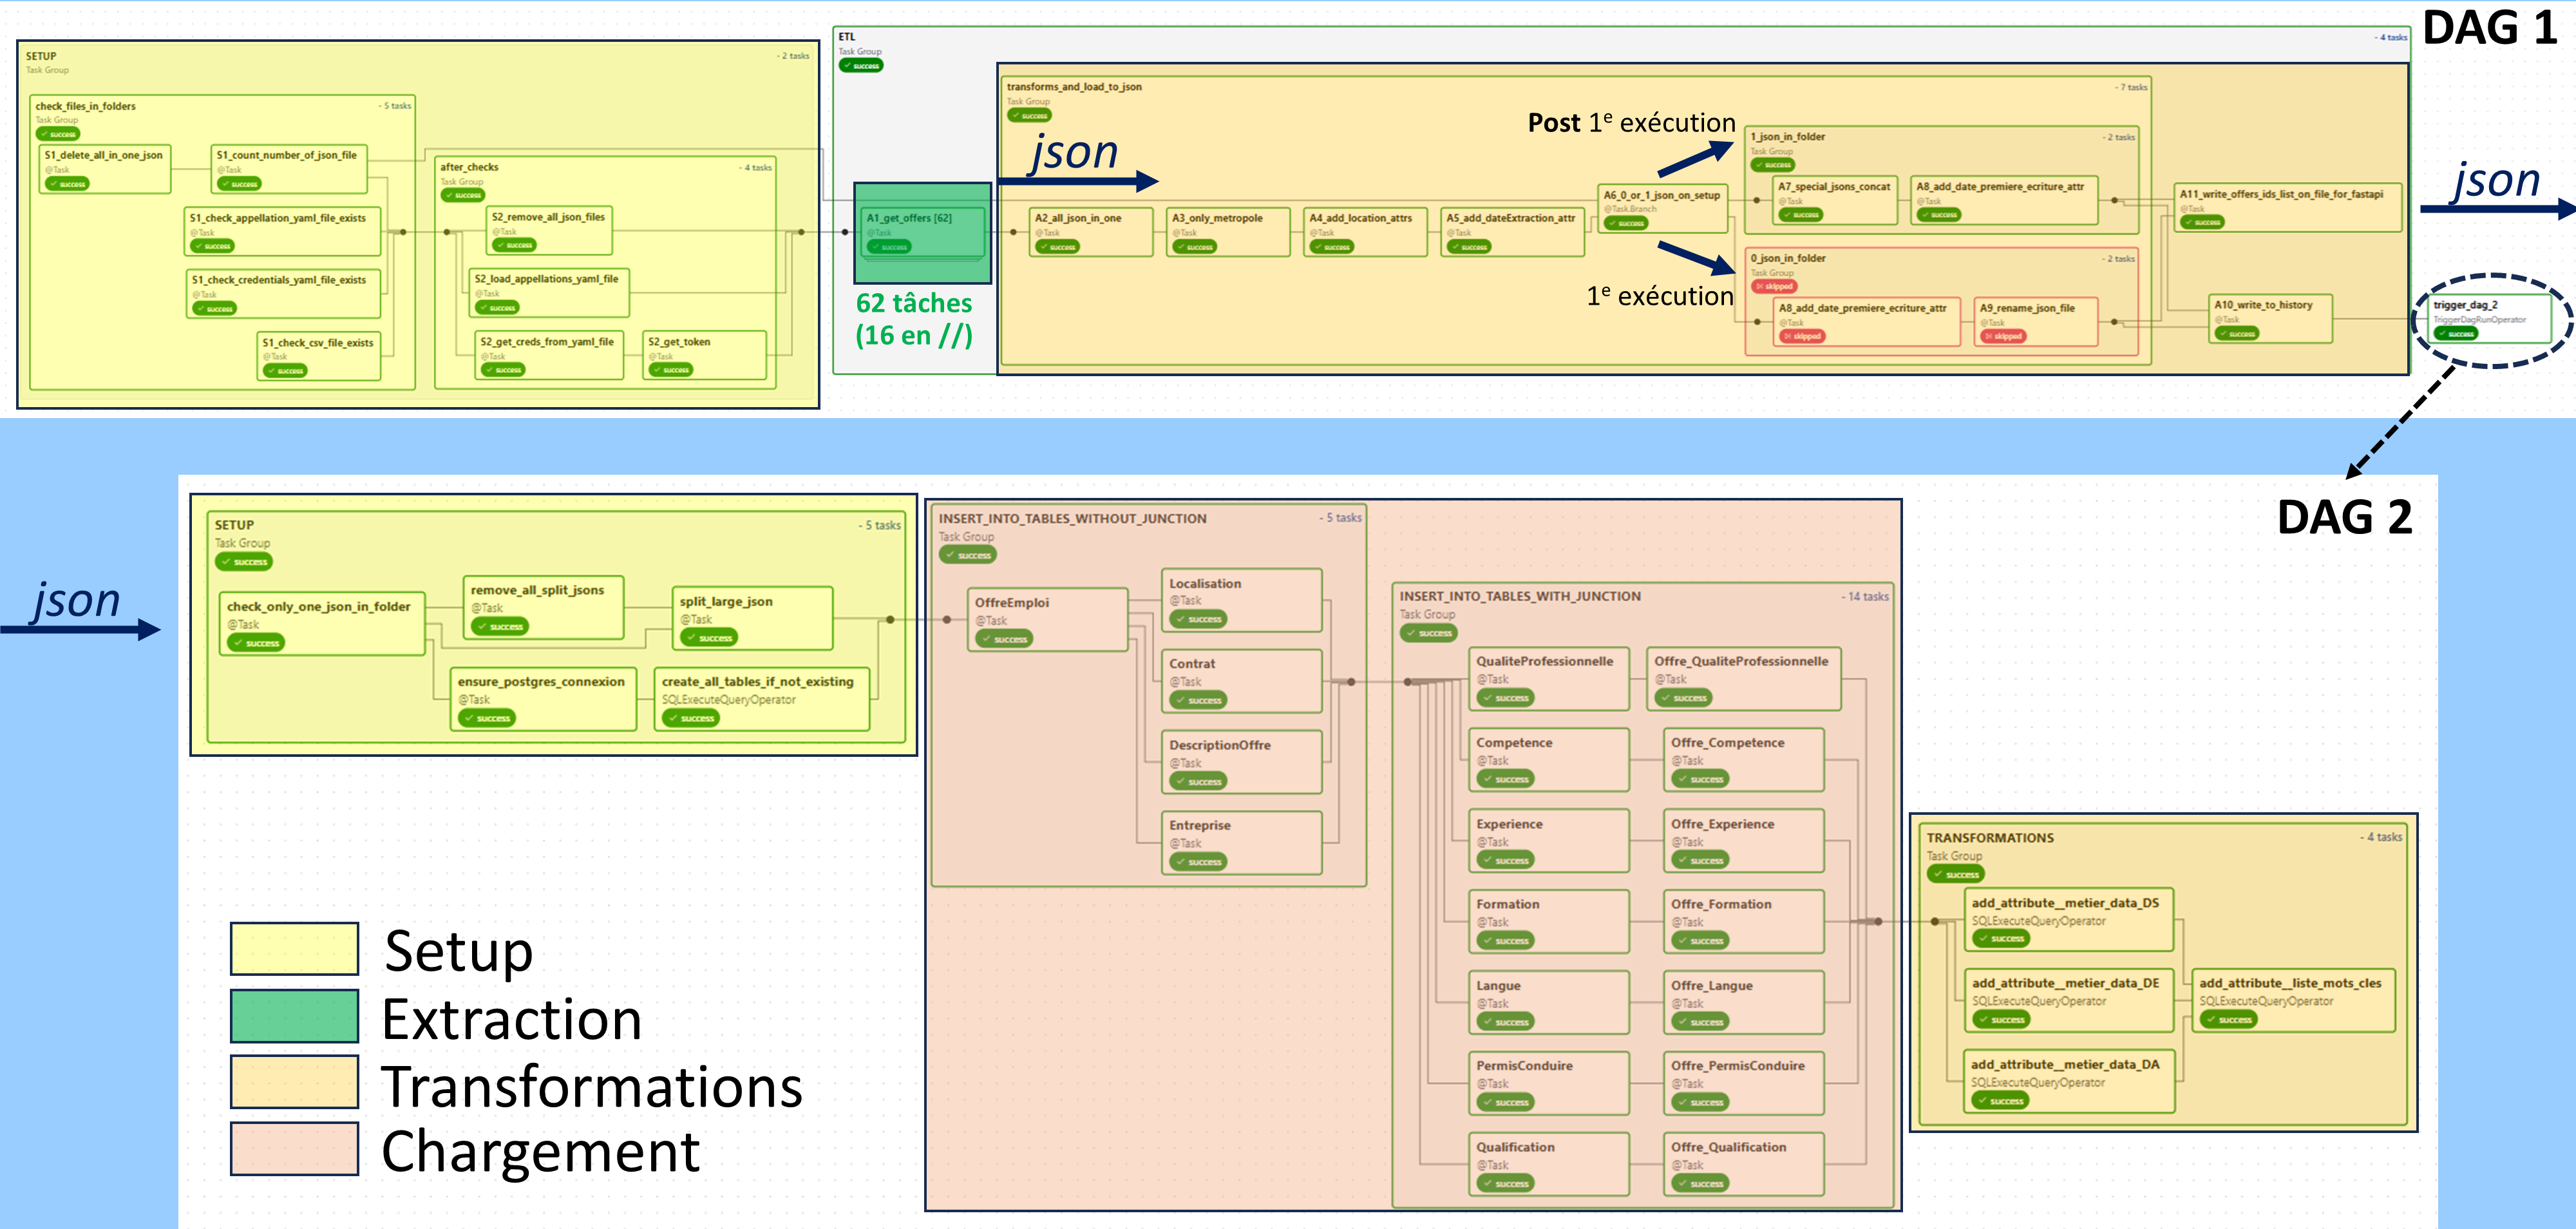 DAG 1
SETUP
- 2 tasks
Task Group
check_files_in_folders
- 5 tasks
Task Group
success
S1_delete_all_in_one_json
@Task
success
S1_count_number_of_json_file
@Task
success
S1_check_appellation_yaml_file_exists
@Task
success
S1_check_credentials_yaml_file_exists
@Task
success
S1_check_csv_file_exists
@Task
success
after_checks
- 4 tasks
Task Group
success
S2_remove_all_json_files
@Task
success
S2_load_appellations_yaml_file
@Task
success
S2_get_creds_from_yaml_file
@Task
success
S2_get_token
@Task
success
ETL
- 4 tasks
Task Group
success
A1_get_offers [62]
@Task
success
62 tâches
(16 en //)
transforms_and_load_to_json
- 7 tasks
Task Group
success
json
A2_all_json_in_one
@Task
success
A3_only_metropole
@Task
success
A4_add_location_attrs
@Task
success
A5_add_dateExtraction_attr
@Task
success
Post 1e exécution
A6_0_or_1_json_on_setup
@Task.Branch
success
1e exécution
1_json_in_folder
- 2 tasks
Task Group
success
A7_special_jsons_concat
@Task
success
A8_add_date_premiere_ecriture_attr
@Task
success
0_json_in_folder
- 2 tasks
Task Group
skipped
A8_add_date_premiere_ecriture_attr
@Task
skipped
A9_rename_json_file
@Task
skipped
A11_write_offers_ids_list_on_file_for_fastapi
@Task
success
A10_write_to_history
@Task
success
json
trigger_dag_2
TriggerDagRunOperator
success
DAG 2
json
SETUP
- 5 tasks
Task Group
success
check_only_one_json_in_folder
@Task
success
remove_all_split_jsons
@Task
success
split_large_json
@Task
success
ensure_postgres_connexion
@Task
success
create_all_tables_if_not_existing
SQLExecuteQueryOperator
success
INSERT_INTO_TABLES_WITHOUT_JUNCTION
- 5 tasks
Task Group
success
OffreEmploi
@Task
success
Localisation
@Task
success
Contrat
@Task
success
DescriptionOffre
@Task
success
Entreprise
@Task
success
INSERT_INTO_TABLES_WITH_JUNCTION
- 14 tasks
Task Group
success
QualiteProfessionnelle
@Task
success
Offre_QualiteProfessionnelle
@Task
success
Competence
@Task
success
Offre_Competence
@Task
success
Experience
@Task
success
Offre_Experience
@Task
success
Formation
@Task
success
Offre_Formation
@Task
success
Langue
@Task
success
Offre_Langue
@Task
success
PermisConduire
@Task
success
Offre_PermisConduire
@Task
success
Qualification
@Task
success
Offre_Qualification
@Task
success
TRANSFORMATIONS
- 4 tasks
Task Group
success
add_attribute__metier_data_DS
SQLExecuteQueryOperator
success
add_attribute__metier_data_DE
SQLExecuteQueryOperator
success
add_attribute__metier_data_DA
SQLExecuteQueryOperator
success
add_attribute__liste_mots_cles
SQLExecuteQueryOperator
success
Setup
Extraction
Transformations
Chargement